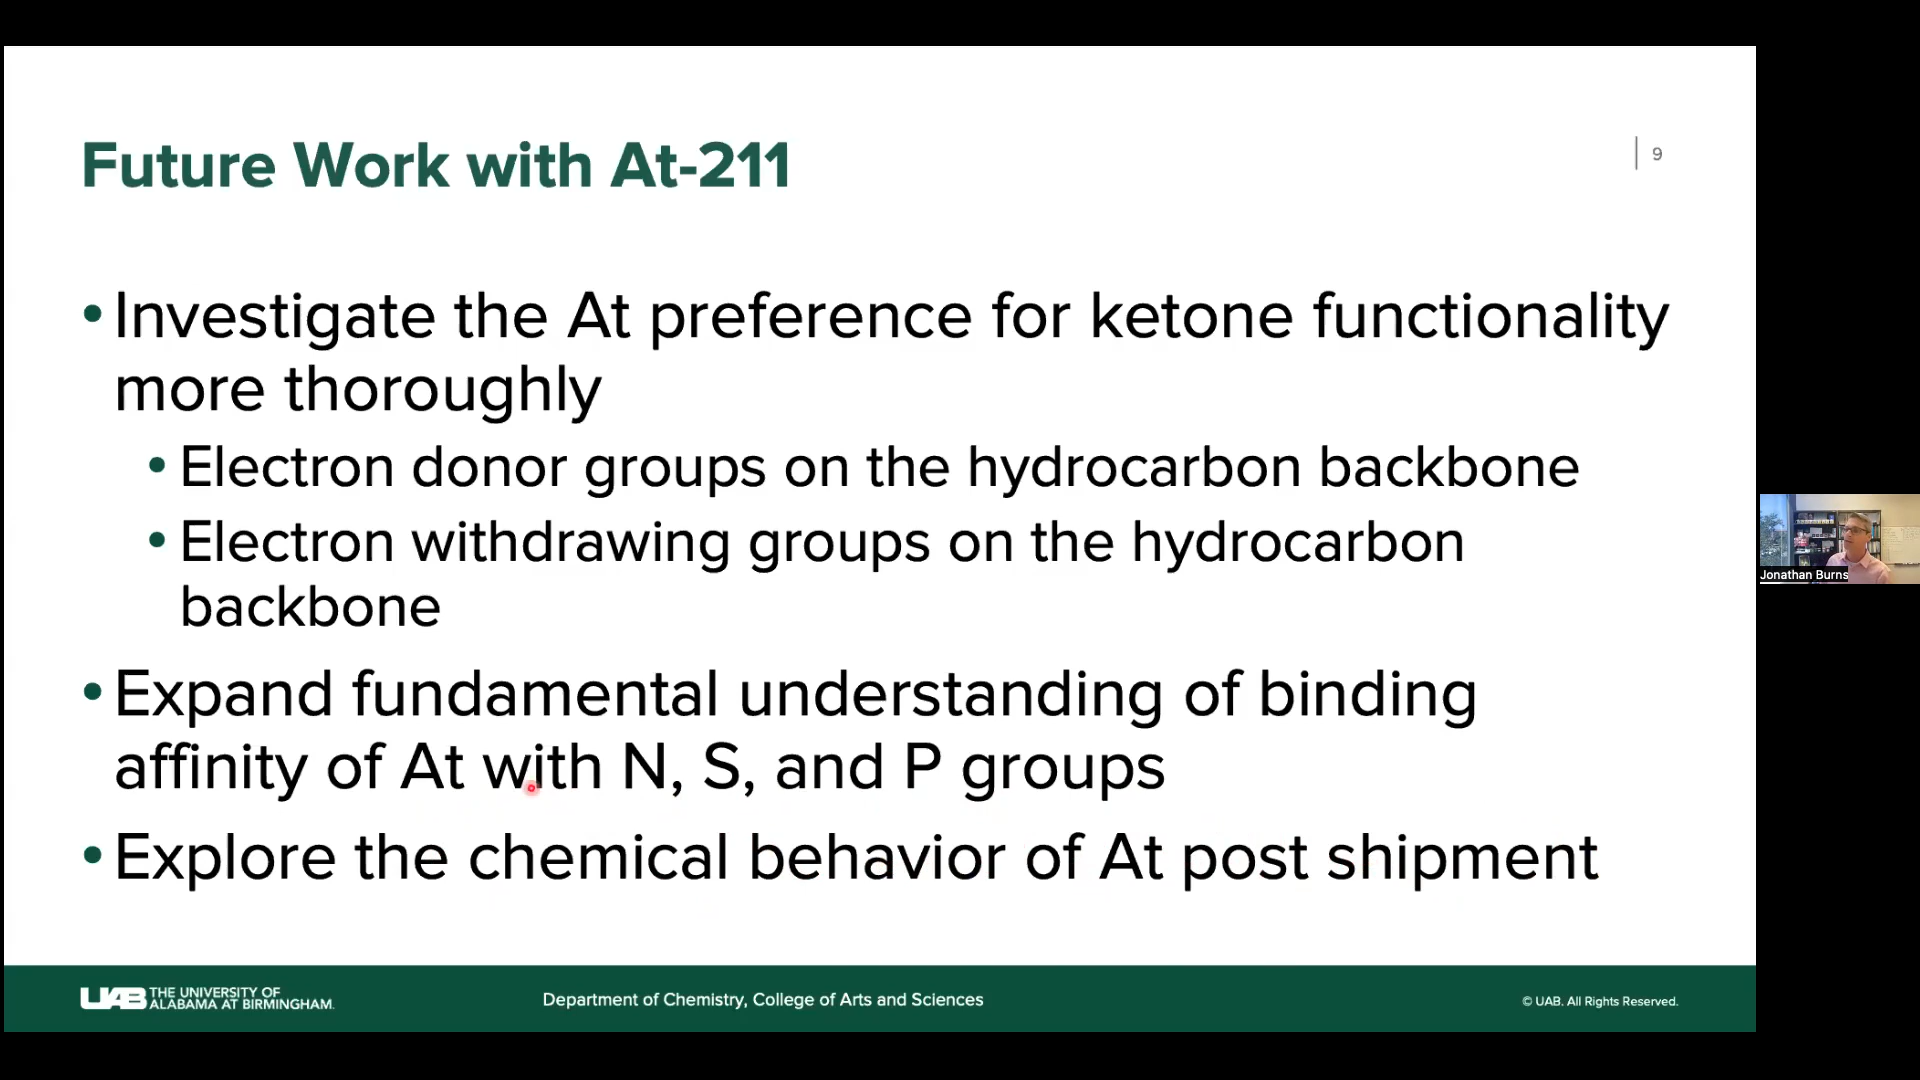 Future Work with At-211
9
• Investigate the At preference for ketone functionality
more thoroughly
• Electron donor groups on the hydrocarbon backbone
• Electron withdrawing groups on the hydrocarbon
backbone
• Expand fundamental understanding of binding
affinity of At with N, S, and P groups
• Explore the chemical behavior of At post shipment
Jonathan Burns
UAB THE UNIVERSITY OF
ALABAMA AT BIRMINGHAM.
Department of Chemistry, College of Arts and Sciences
© UAB. All Rights Reserved.